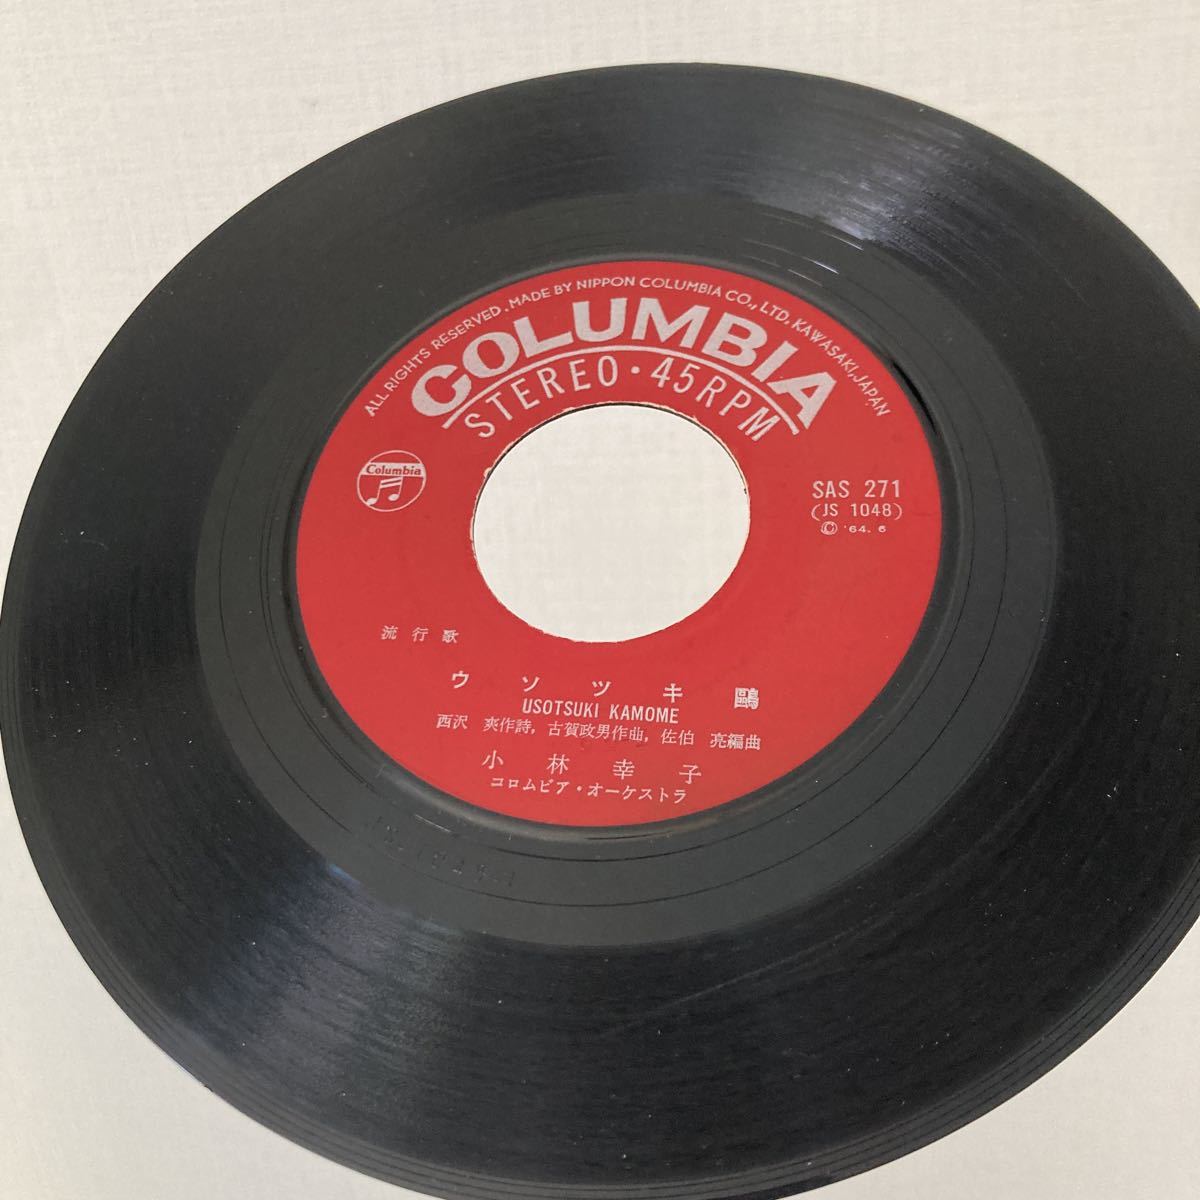 ALL RIGHTS RESERVED. MADE BY NIPPON COLUMBIA CO., LTD. KAWASAKI, JAPAN
COLUMBIA
STEREO・45RPM
Columbia
SAS 271
(JS 1048)
Ⓒ '64. 6
流行歌
ウソツキ鷗
USOTSUKI KAMOME
西沢 爽作詩, 古賀政男作曲, 佐伯 亮編曲
小林幸子
コロムビア・オーケストラ